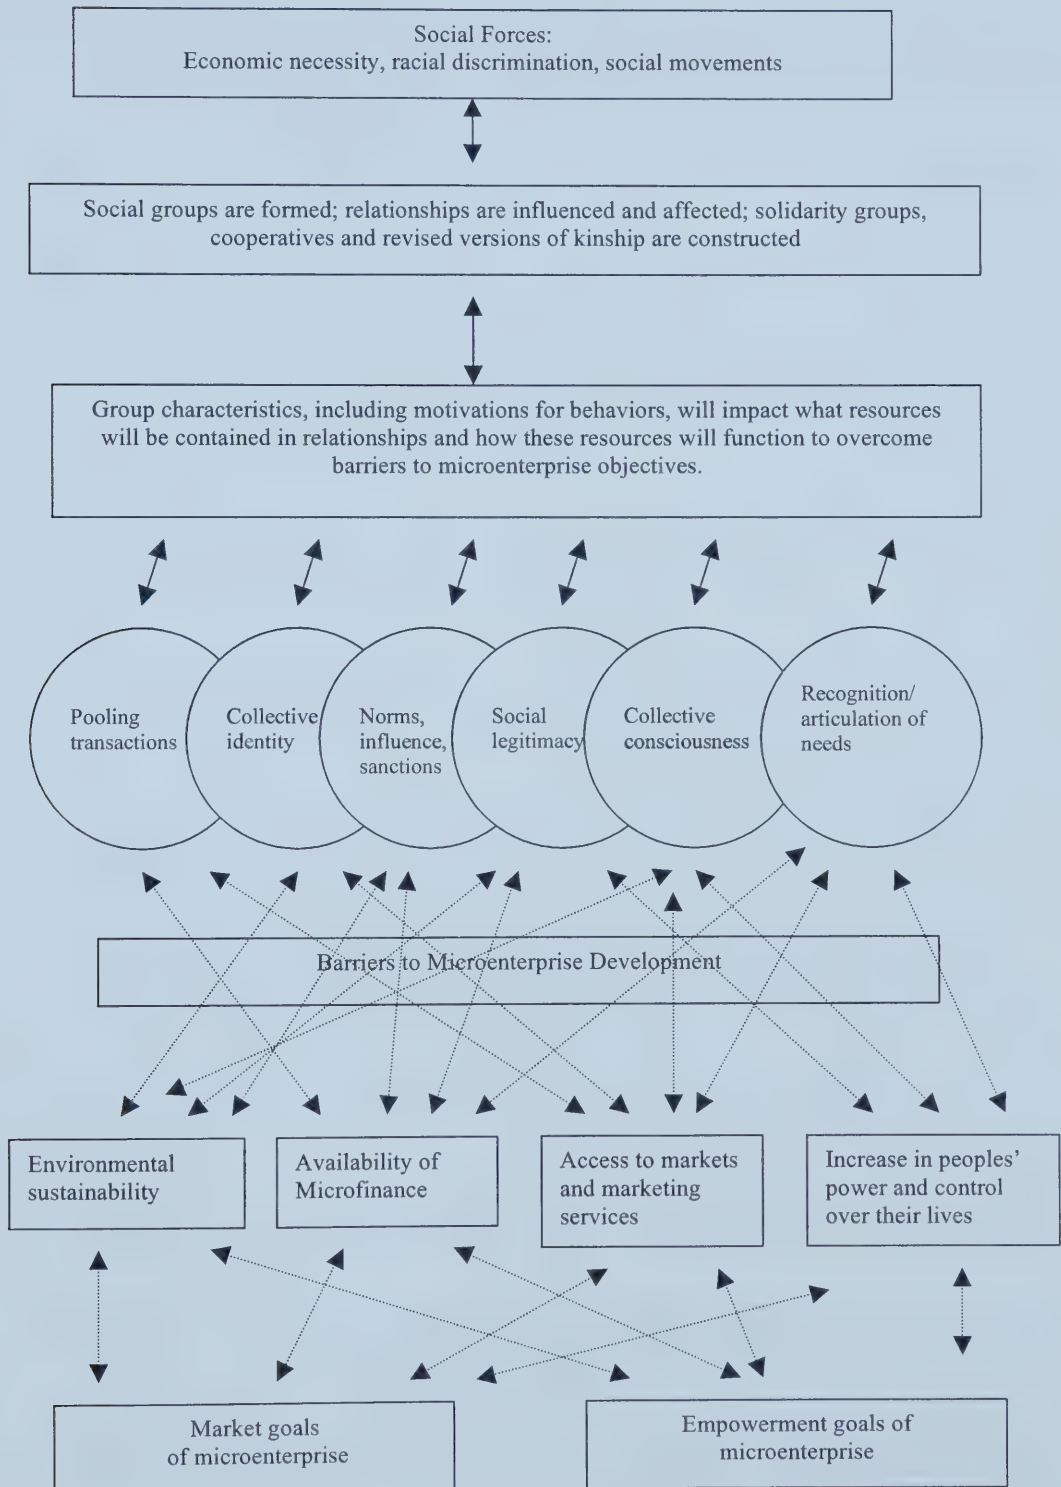 Social Forces:
Economic necessity, racial discrimination, social movements
Social groups are formed; relationships are influenced and affected; solidarity groups,
cooperatives and revised versions of kinship are constructed
Group characteristics, including motivations for behaviors, will impact what resources
will be contained in relationships and how these resources will function to overcome
barriers to microenterprise objectives.
Pooling
transactions
Collective
identity
Norms,
influence,
sanctions
Social
legitimacy
Collective
consciousness
Recognition/
articulation of
needs
Barriers to Microenterprise Development
Environmental
sustainability
Availability of
Microfinance
Access to markets
and marketing
services
Increase in peoples'
power and control
over their lives
Market goals
of microenterprise
Empowerment goals of
microenterprise